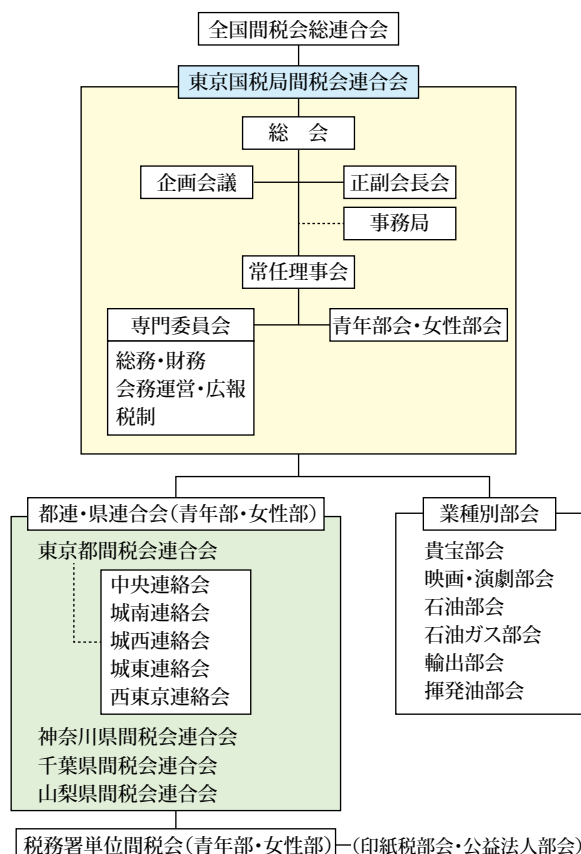 全国間税会総連合会
東京国税局間税会連合会
総　会
企画会議
正副会長会
事務局
常任理事会
専門委員会
総務・財務
会務運営・広報
税制
青年部会・女性部会
都連・県連合会（青年部・女性部）
東京都間税会連合会
中央連絡会
城南連絡会
城西連絡会
城東連絡会
西東京連絡会
神奈川県間税会連合会
千葉県間税会連合会
山梨県間税会連合会
業種別部会
貴宝部会
映画・演劇部会
石油部会
石油ガス部会
輸出部会
揮発油部会
税務署単位間税会（青年部・女性部）
（印紙税部会・公益法人部会）